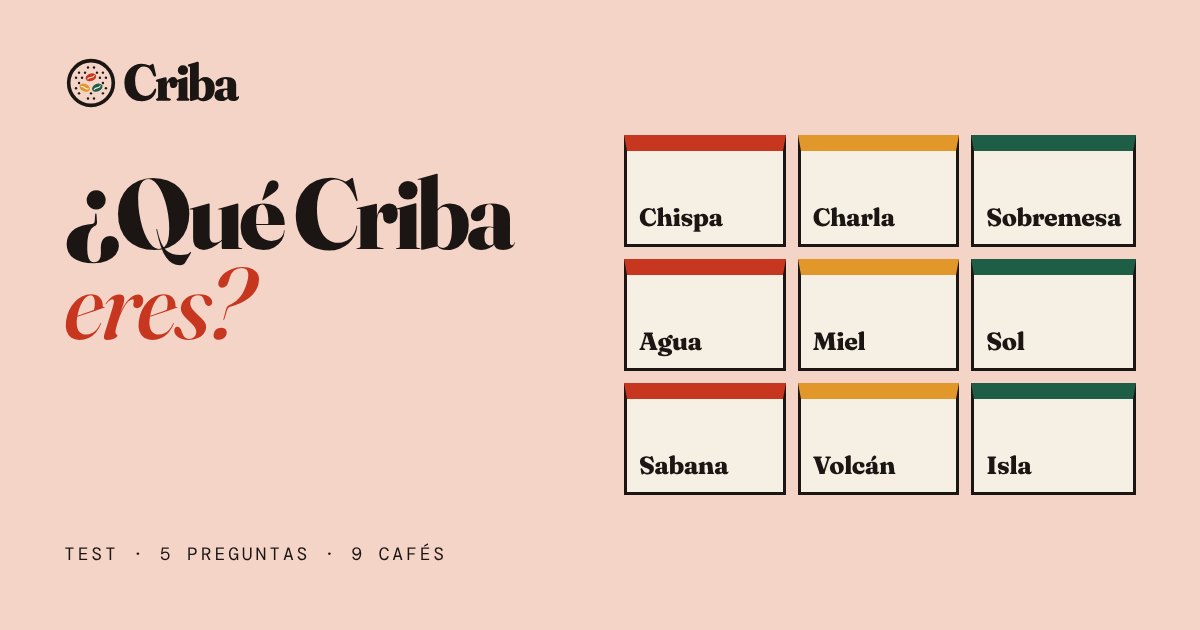 Criba
¿Qué Criba
eres?
Chispa
Charla
Sobremesa
Agua
Miel
Sol
Sabana
Volcán
Isla
TEST · 5 PREGUNTAS · 9 CAFÉS